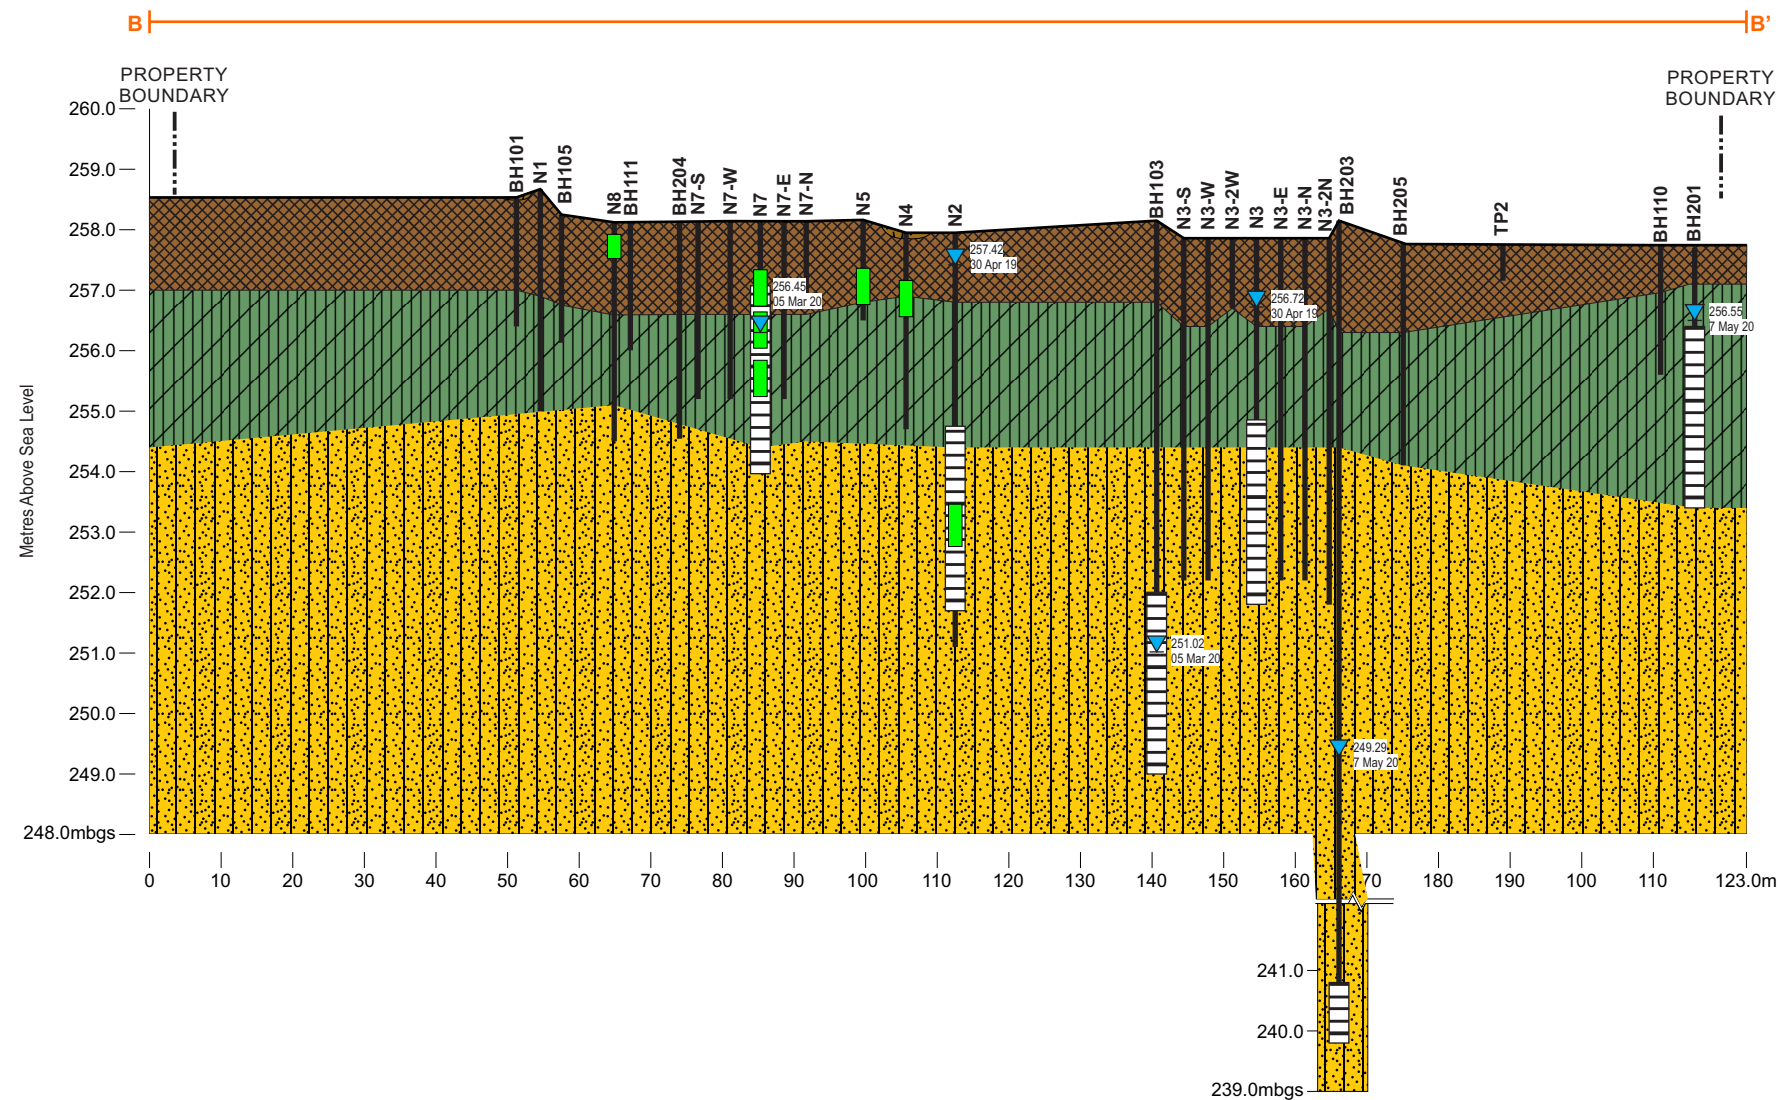 B
B'
PROPERTY
BOUNDARY
PROPERTY
BOUNDARY
260.0
259.0
258.0
257.0
256.0
255.0
254.0
253.0
252.0
251.0
250.0
249.0
248.0mbgs
Metres Above Sea Level
BH101
N1
BH105
N8
BH111
BH204
N7-S
N7-W
N7
N7-E
N7-N
N5
N4
N2
BH103
N3-S
N3-W
N3-2W
N3
N3-E
N3-N
N3-2N
BH203
BH205
TP2
BH110
BH201
257.42
30 Apr 19
256.45
05 Mar 20
256.72
30 Apr 19
256.55
7 May 20
251.02
05 Mar 20
249.29
7 May 20
0
10
20
30
40
50
60
70
80
90
100
110
120
130
140
150
160
70
180
190
100
110
123.0m
241.0
240.0
239.0mbgs